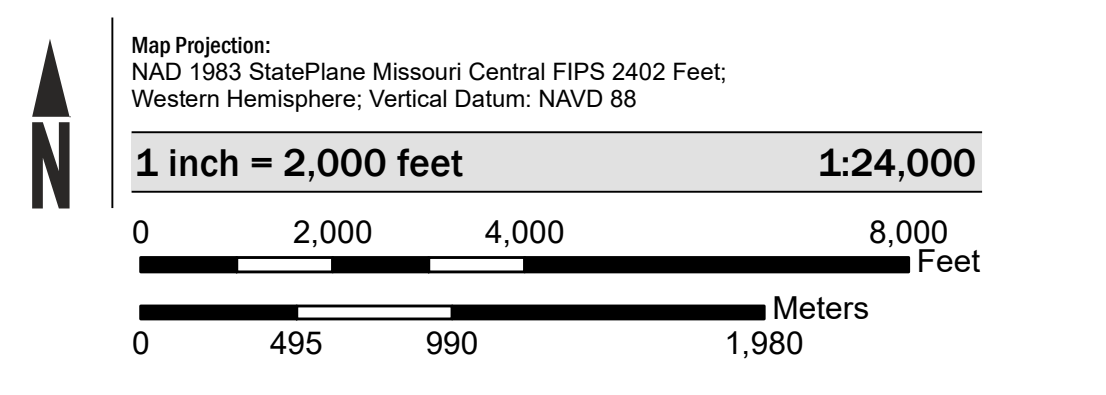 N
Map Projection:
NAD 1983 StatePlane Missouri Central FIPS 2402 Feet;
Western Hemisphere; Vertical Datum: NAVD 88
1 inch = 2,000 feet 1:24,000
0 2,000 4,000 8,000
Feet
Meters
0 495 990 1,980